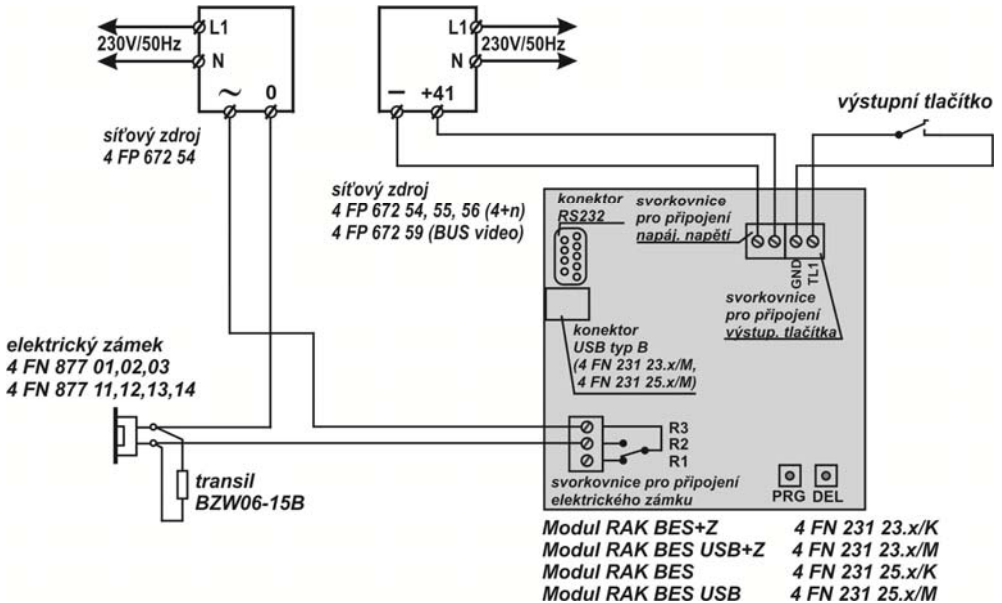 L1
230V/50Hz
N
~ 0
síťový zdroj
4 FP 672 54
L1
230V/50Hz
N
– +41
síťový zdroj
4 FP 672 54, 55, 56 (4+n)
4 FP 672 59 (BUS video)
výstupní tlačítko
konektor
RS232
svorkovnice
pro připojení
napáj. napětí
GND
TL1
svorkovnice
pro připojení
výstup. tlačítka
konektor
USB typ B
(4 FN 231 23.x/M,
4 FN 231 25.x/M)
elektrický zámek
4 FN 877 01,02,03
4 FN 877 11,12,13,14
transil
BZW06-15B
R3
R2
R1
svorkovnice pro připojení
elektrického zámku
PRG DEL
Modul RAK BES+Z 4 FN 231 23.x/K
Modul RAK BES USB+Z 4 FN 231 23.x/M
Modul RAK BES 4 FN 231 25.x/K
Modul RAK BES USB 4 FN 231 25.x/M